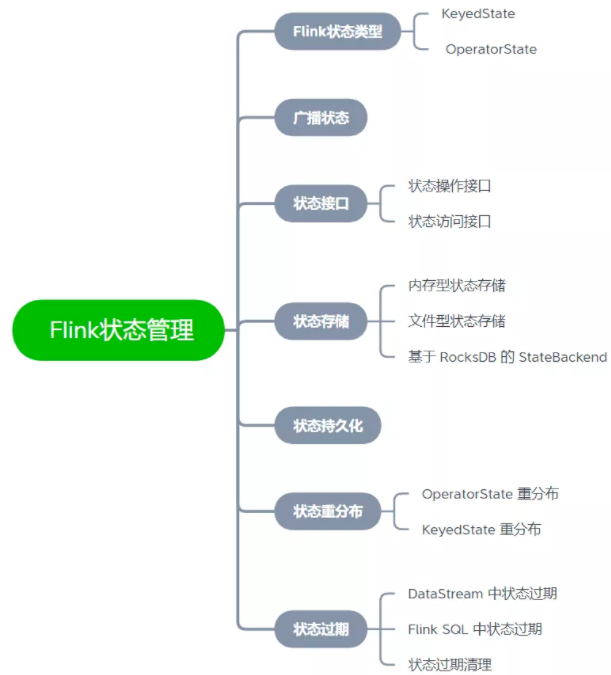 Flink状态管理
Flink状态类型
KeyedState
OperatorState
广播状态
状态接口
状态操作接口
状态访问接口
状态存储
内存型状态存储
文件型状态存储
基于 RocksDB 的 StateBackend
状态持久化
状态重分布
OperatorState 重分布
KeyedState 重分布
状态过期
DataStream 中状态过期
Flink SQL 中状态过期
状态过期清理